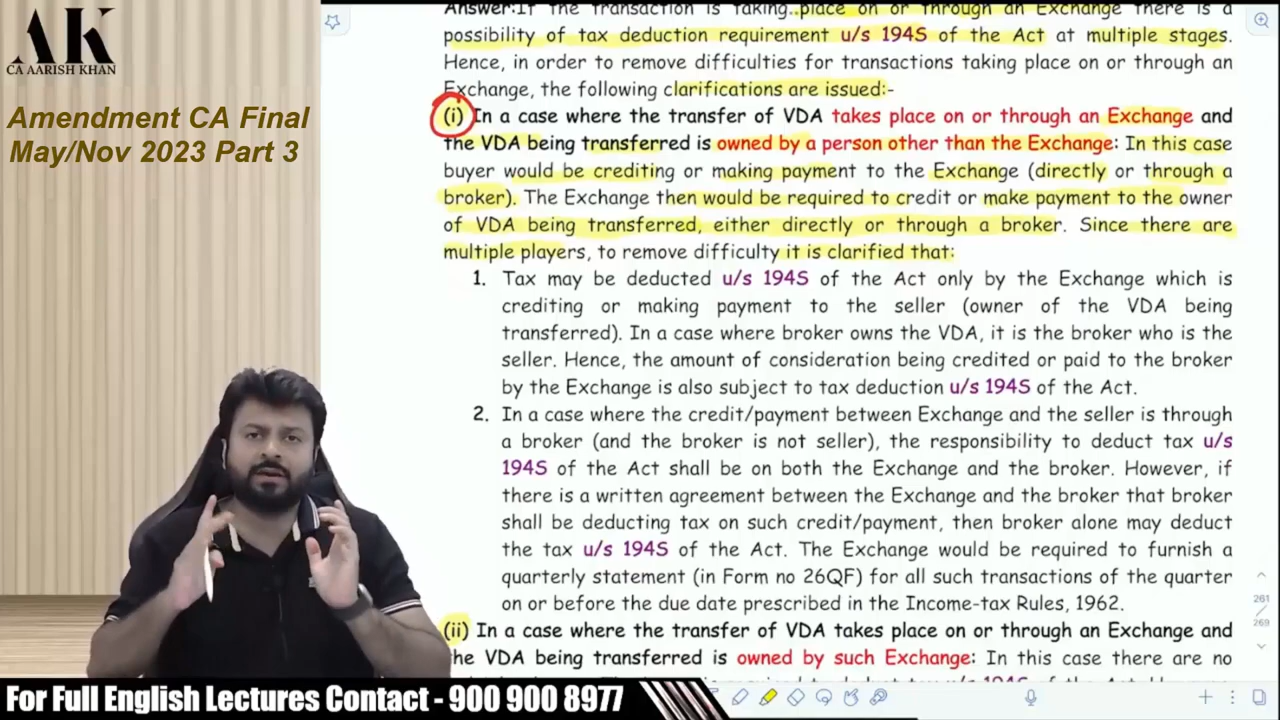 AK
CA AARISH KHAN
Amendment CA Final
May/Nov 2023 Part 3
Answer:If the transaction is taking..place on or through an Exchange there is a
possibility of tax deduction requirement u/s 194S of the Act at multiple stages.
Hence, in order to remove difficulties for transactions taking place on or through an
Exchange, the following clarifications are issued:-
(i) In a case where the transfer of VDA takes place on or through an Exchange and
the VDA being transferred is owned by a person other than the Exchange: In this case
buyer would be crediting or making payment to the Exchange (directly or through a
broker). The Exchange then would be required to credit or make payment to the owner
of VDA being transferred, either directly or through a broker. Since there are
multiple players, to remove difficulty it is clarified that:
1. Tax may be deducted u/s 194S of the Act only by the Exchange which is
crediting or making payment to the seller (owner of the VDA being
transferred). In a case where broker owns the VDA, it is the broker who is the
seller. Hence, the amount of consideration being credited or paid to the broker
by the Exchange is also subject to tax deduction u/s 194S of the Act.
2. In a case where the credit/payment between Exchange and the seller is through
a broker (and the broker is not seller), the responsibility to deduct tax u/s
194S of the Act shall be on both the Exchange and the broker. However, if
there is a written agreement between the Exchange and the broker that broker
shall be deducting tax on such credit/payment, then broker alone may deduct
the tax u/s 194S of the Act. The Exchange would be required to furnish a
quarterly statement (in Form no 26QF) for all such transactions of the quarter
on or before the due date prescribed in the Income-tax Rules, 1962.
(ii) In a case where the transfer of VDA takes place on or through an Exchange and
the VDA being transferred is owned by such Exchange: In this case there are no
261
269
For Full English Lectures Contact - 900 900 8977